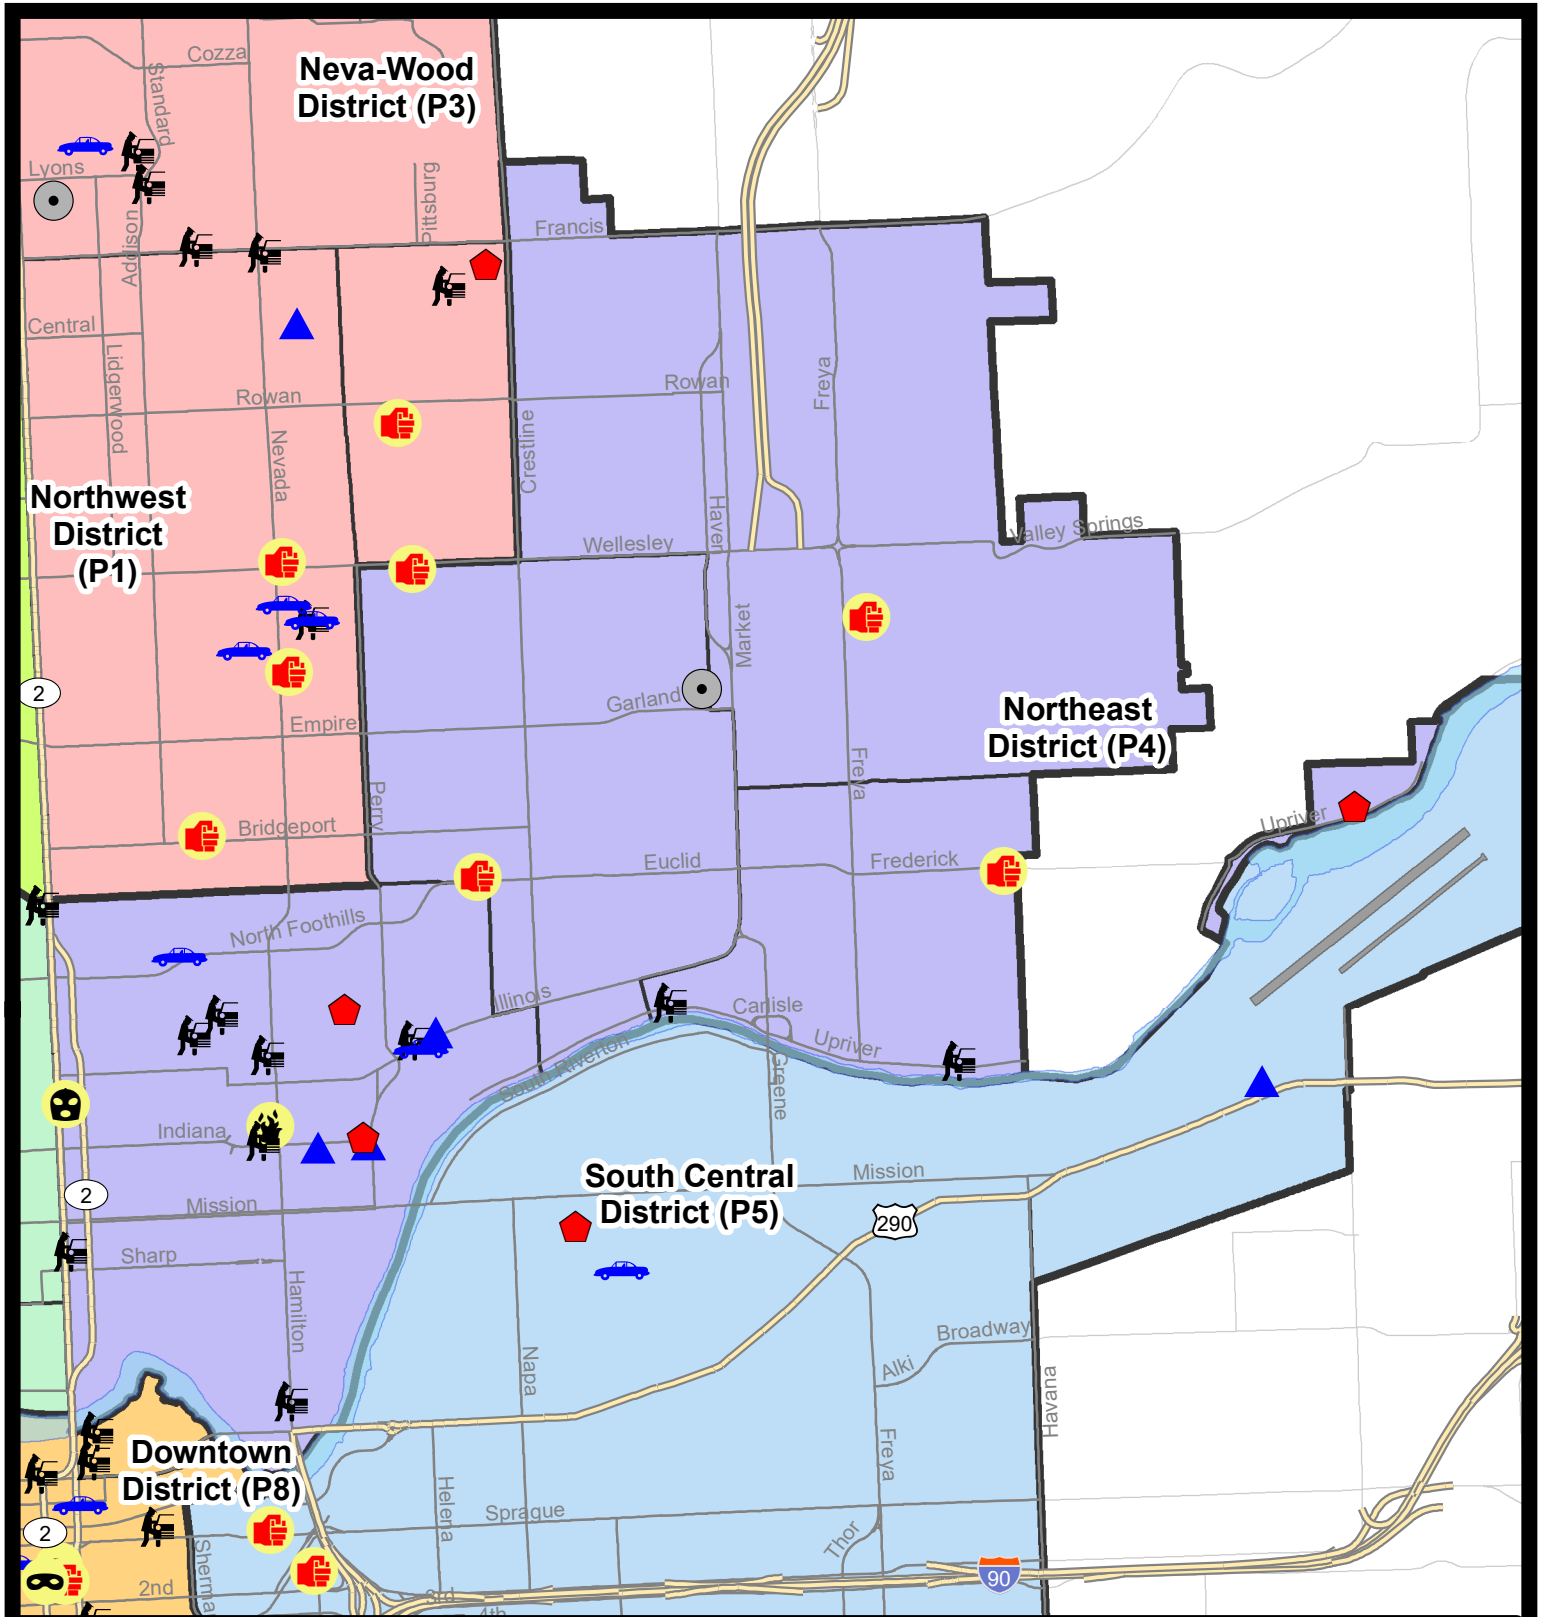 Cozza
Neva-Wood
District (P3)
Standard
Lyons
Pittsburg
Addison
Francis
Central
Lidgerwood
Rowan
Rowan
Freya
Nevada
Crestline
Northwest
District
(P1)
Haven
Valley Springs
Wellesley
Market
2
Garland
Northeast
District (P4)
Empire
Freya
Perry
Bridgeport
Upriver
Euclid
Frederick
North Foothills
Illinois
Carlisle
Upriver
South Riverton
Greene
Indiana
South Central
District (P5)
Mission
2
Mission
290
Sharp
Hamilton
Napa
Broadway
Alki
Havana
Downtown
District (P8)
Freya
Helena
Sprague
2
Thor
2nd
3rd
4th
90